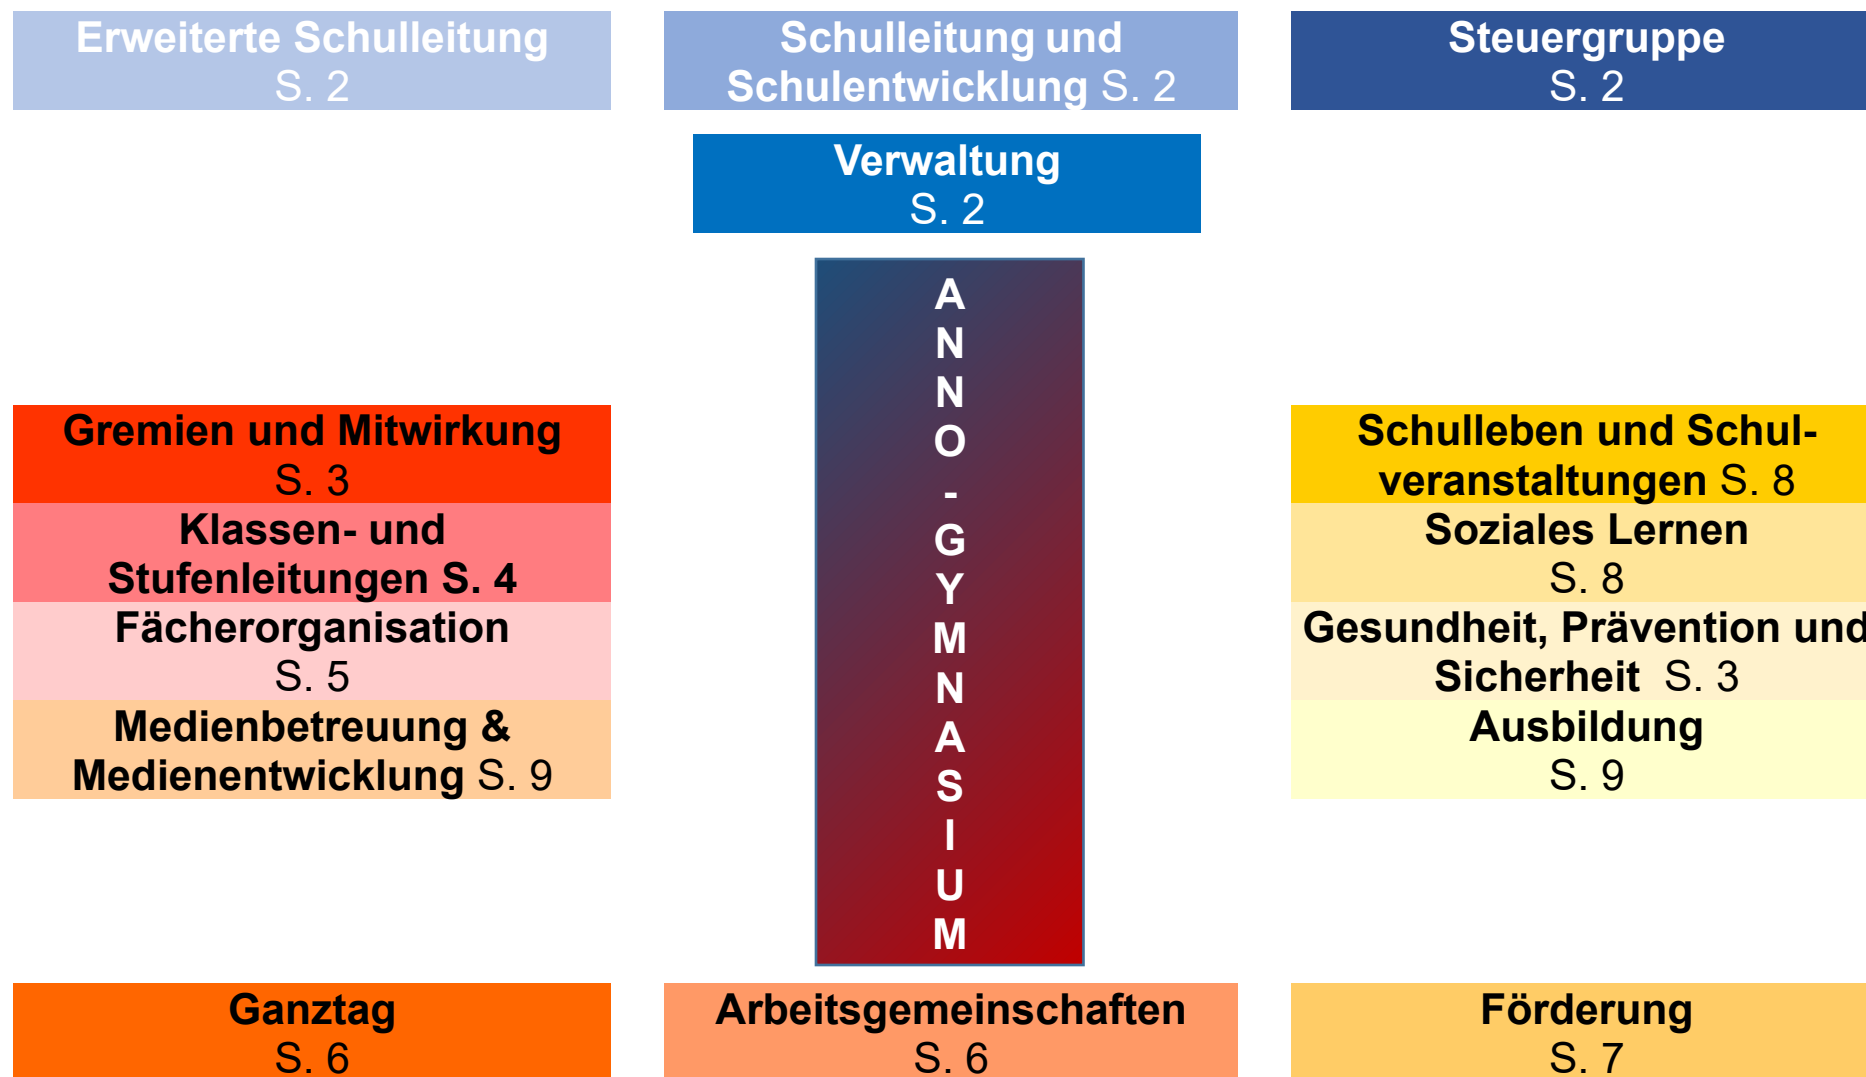 Erweiterte Schulleitung
S. 2
Schulleitung und
Schulentwicklung S. 2
Steuergruppe
S. 2
Verwaltung
S. 2
A
N
N
O
-
G
Y
M
N
A
S
I
U
M
Gremien und Mitwirkung
S. 3
Klassen- und
Stufenleitungen S. 4
Fächerorganisation
S. 5
Medienbetreuung &
Medienentwicklung S. 9
Schulleben und Schul-
veranstaltungen S. 8
Soziales Lernen
S. 8
Gesundheit, Prävention und
Sicherheit S. 3
Ausbildung
S. 9
Ganztag
S. 6
Arbeitsgemeinschaften
S. 6
Förderung
S. 7